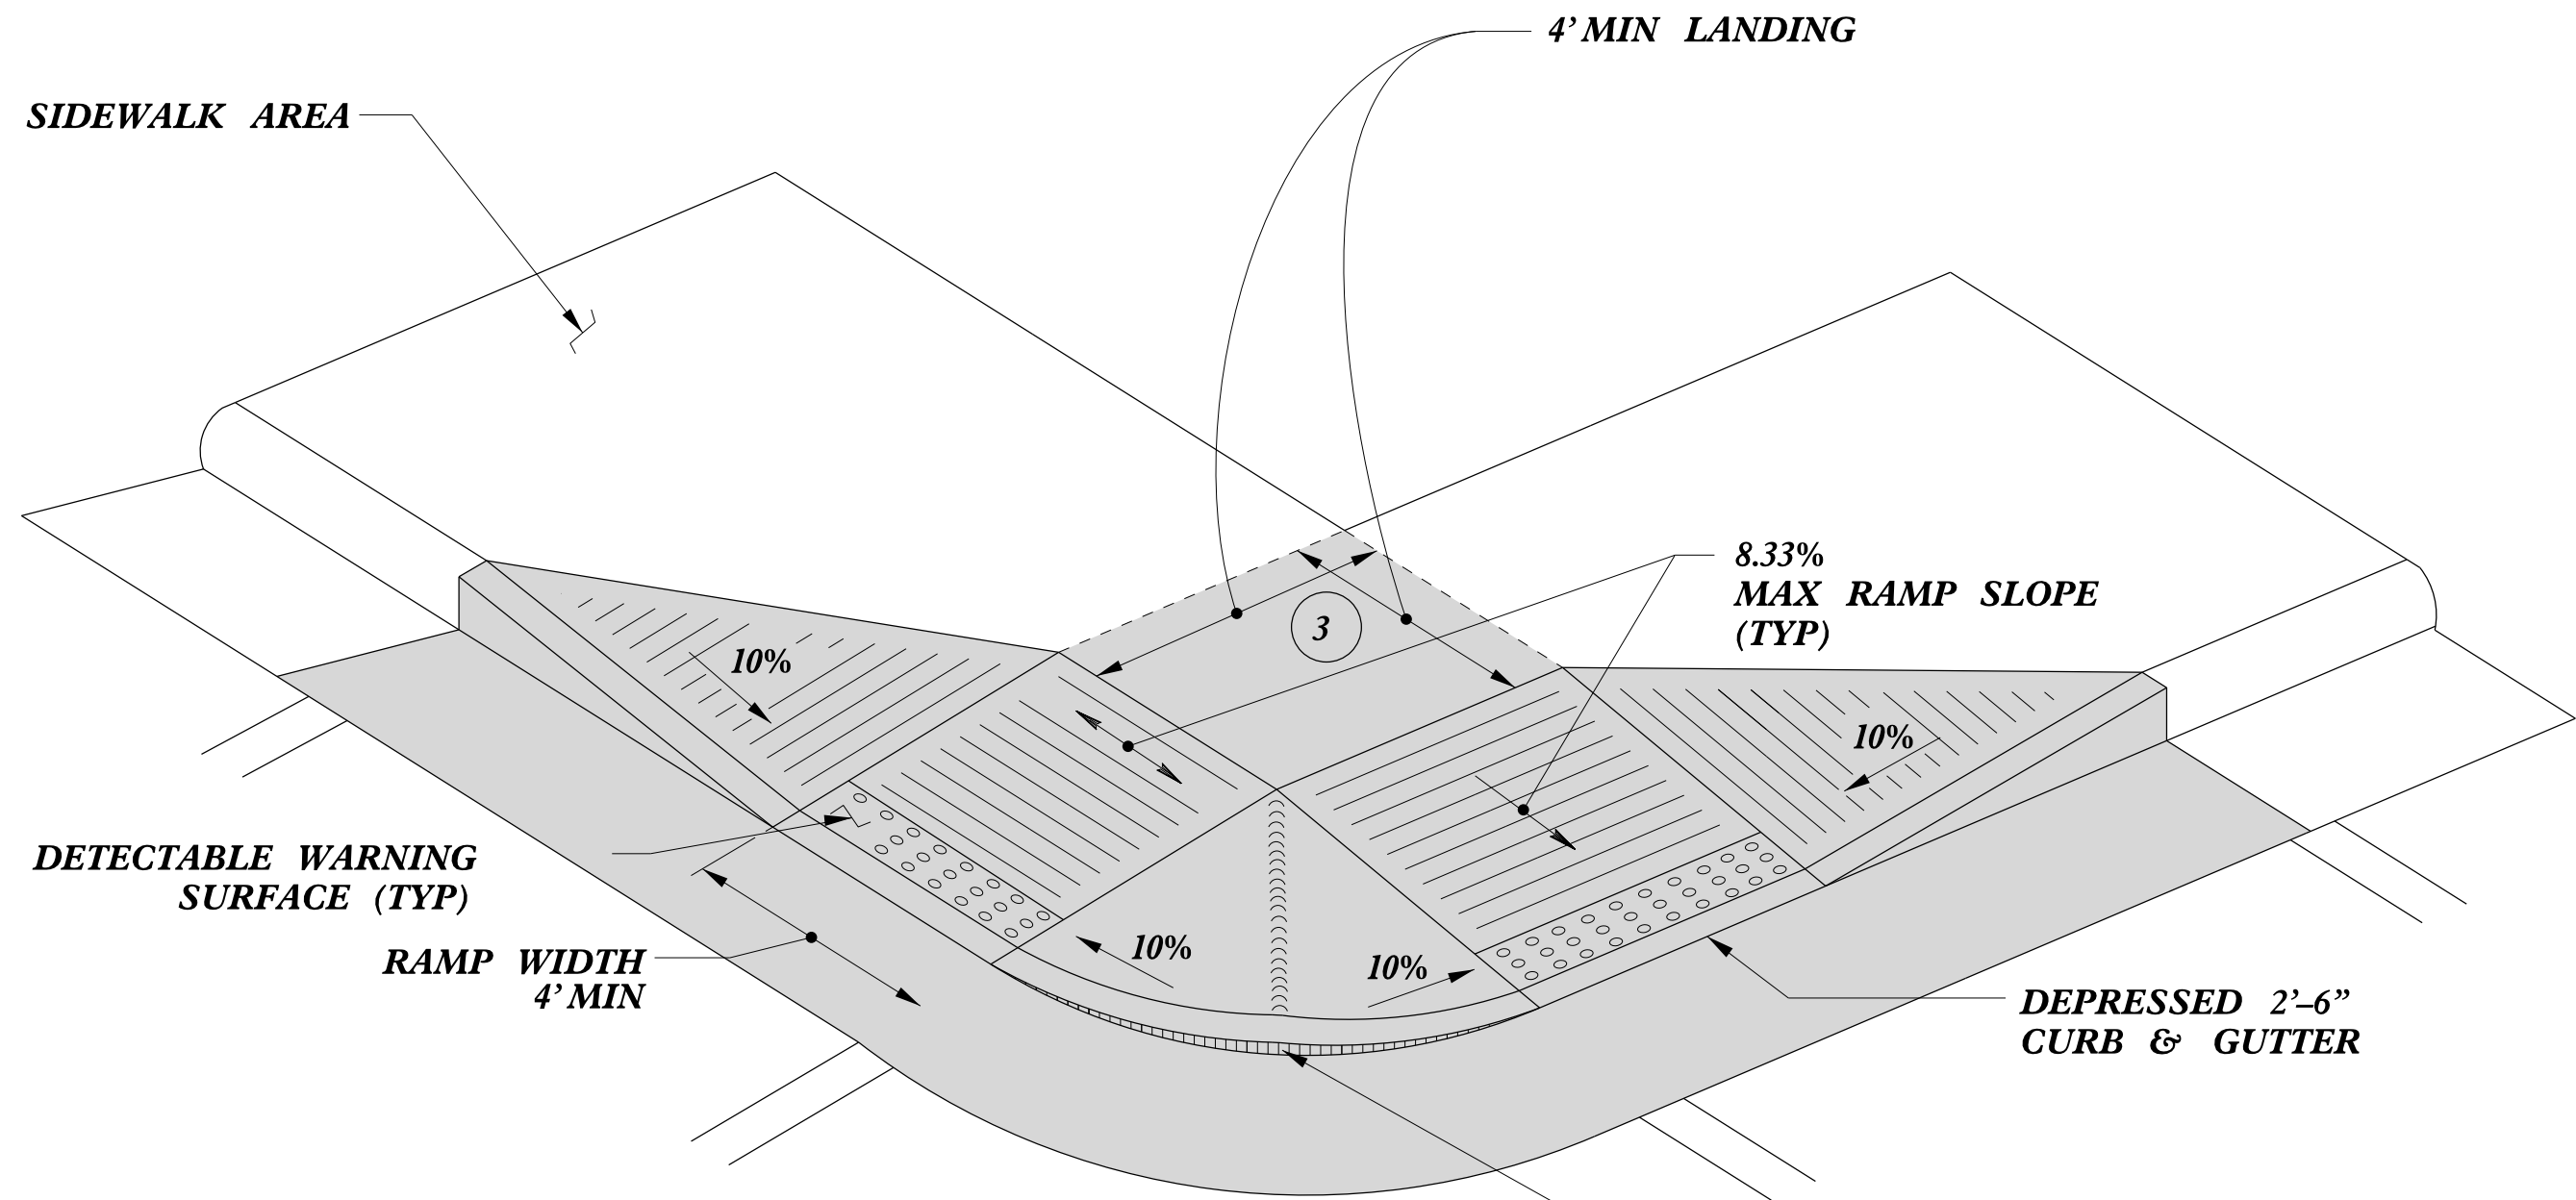 4’ MIN LANDING
SIDEWALK AREA
8.33%
MAX RAMP SLOPE
(TYP)
3
10%
10%
DETECTABLE WARNING
SURFACE (TYP)
RAMP WIDTH
4’ MIN
10%
10%
DEPRESSED 2’–6”
CURB & GUTTER